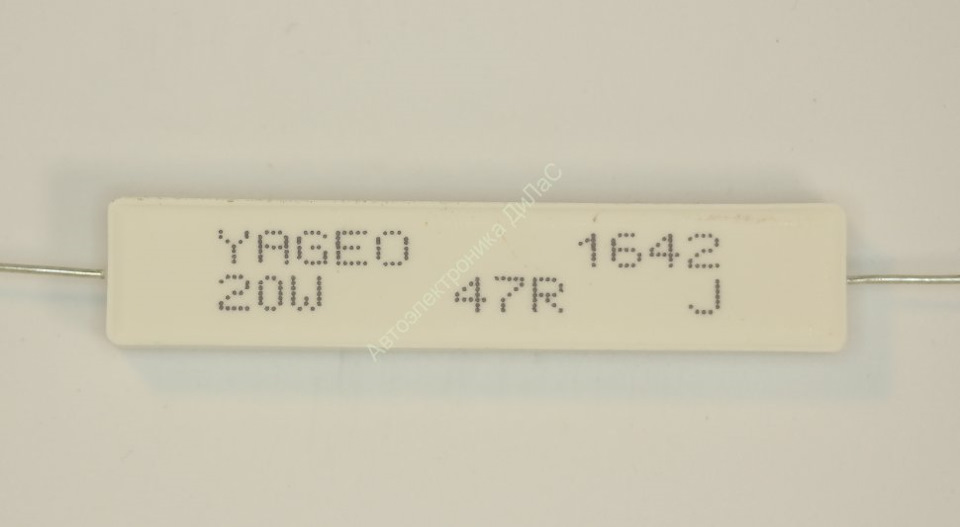 YAGEO 1642
20W 47R J
Автоэлектроника ДиЛаС